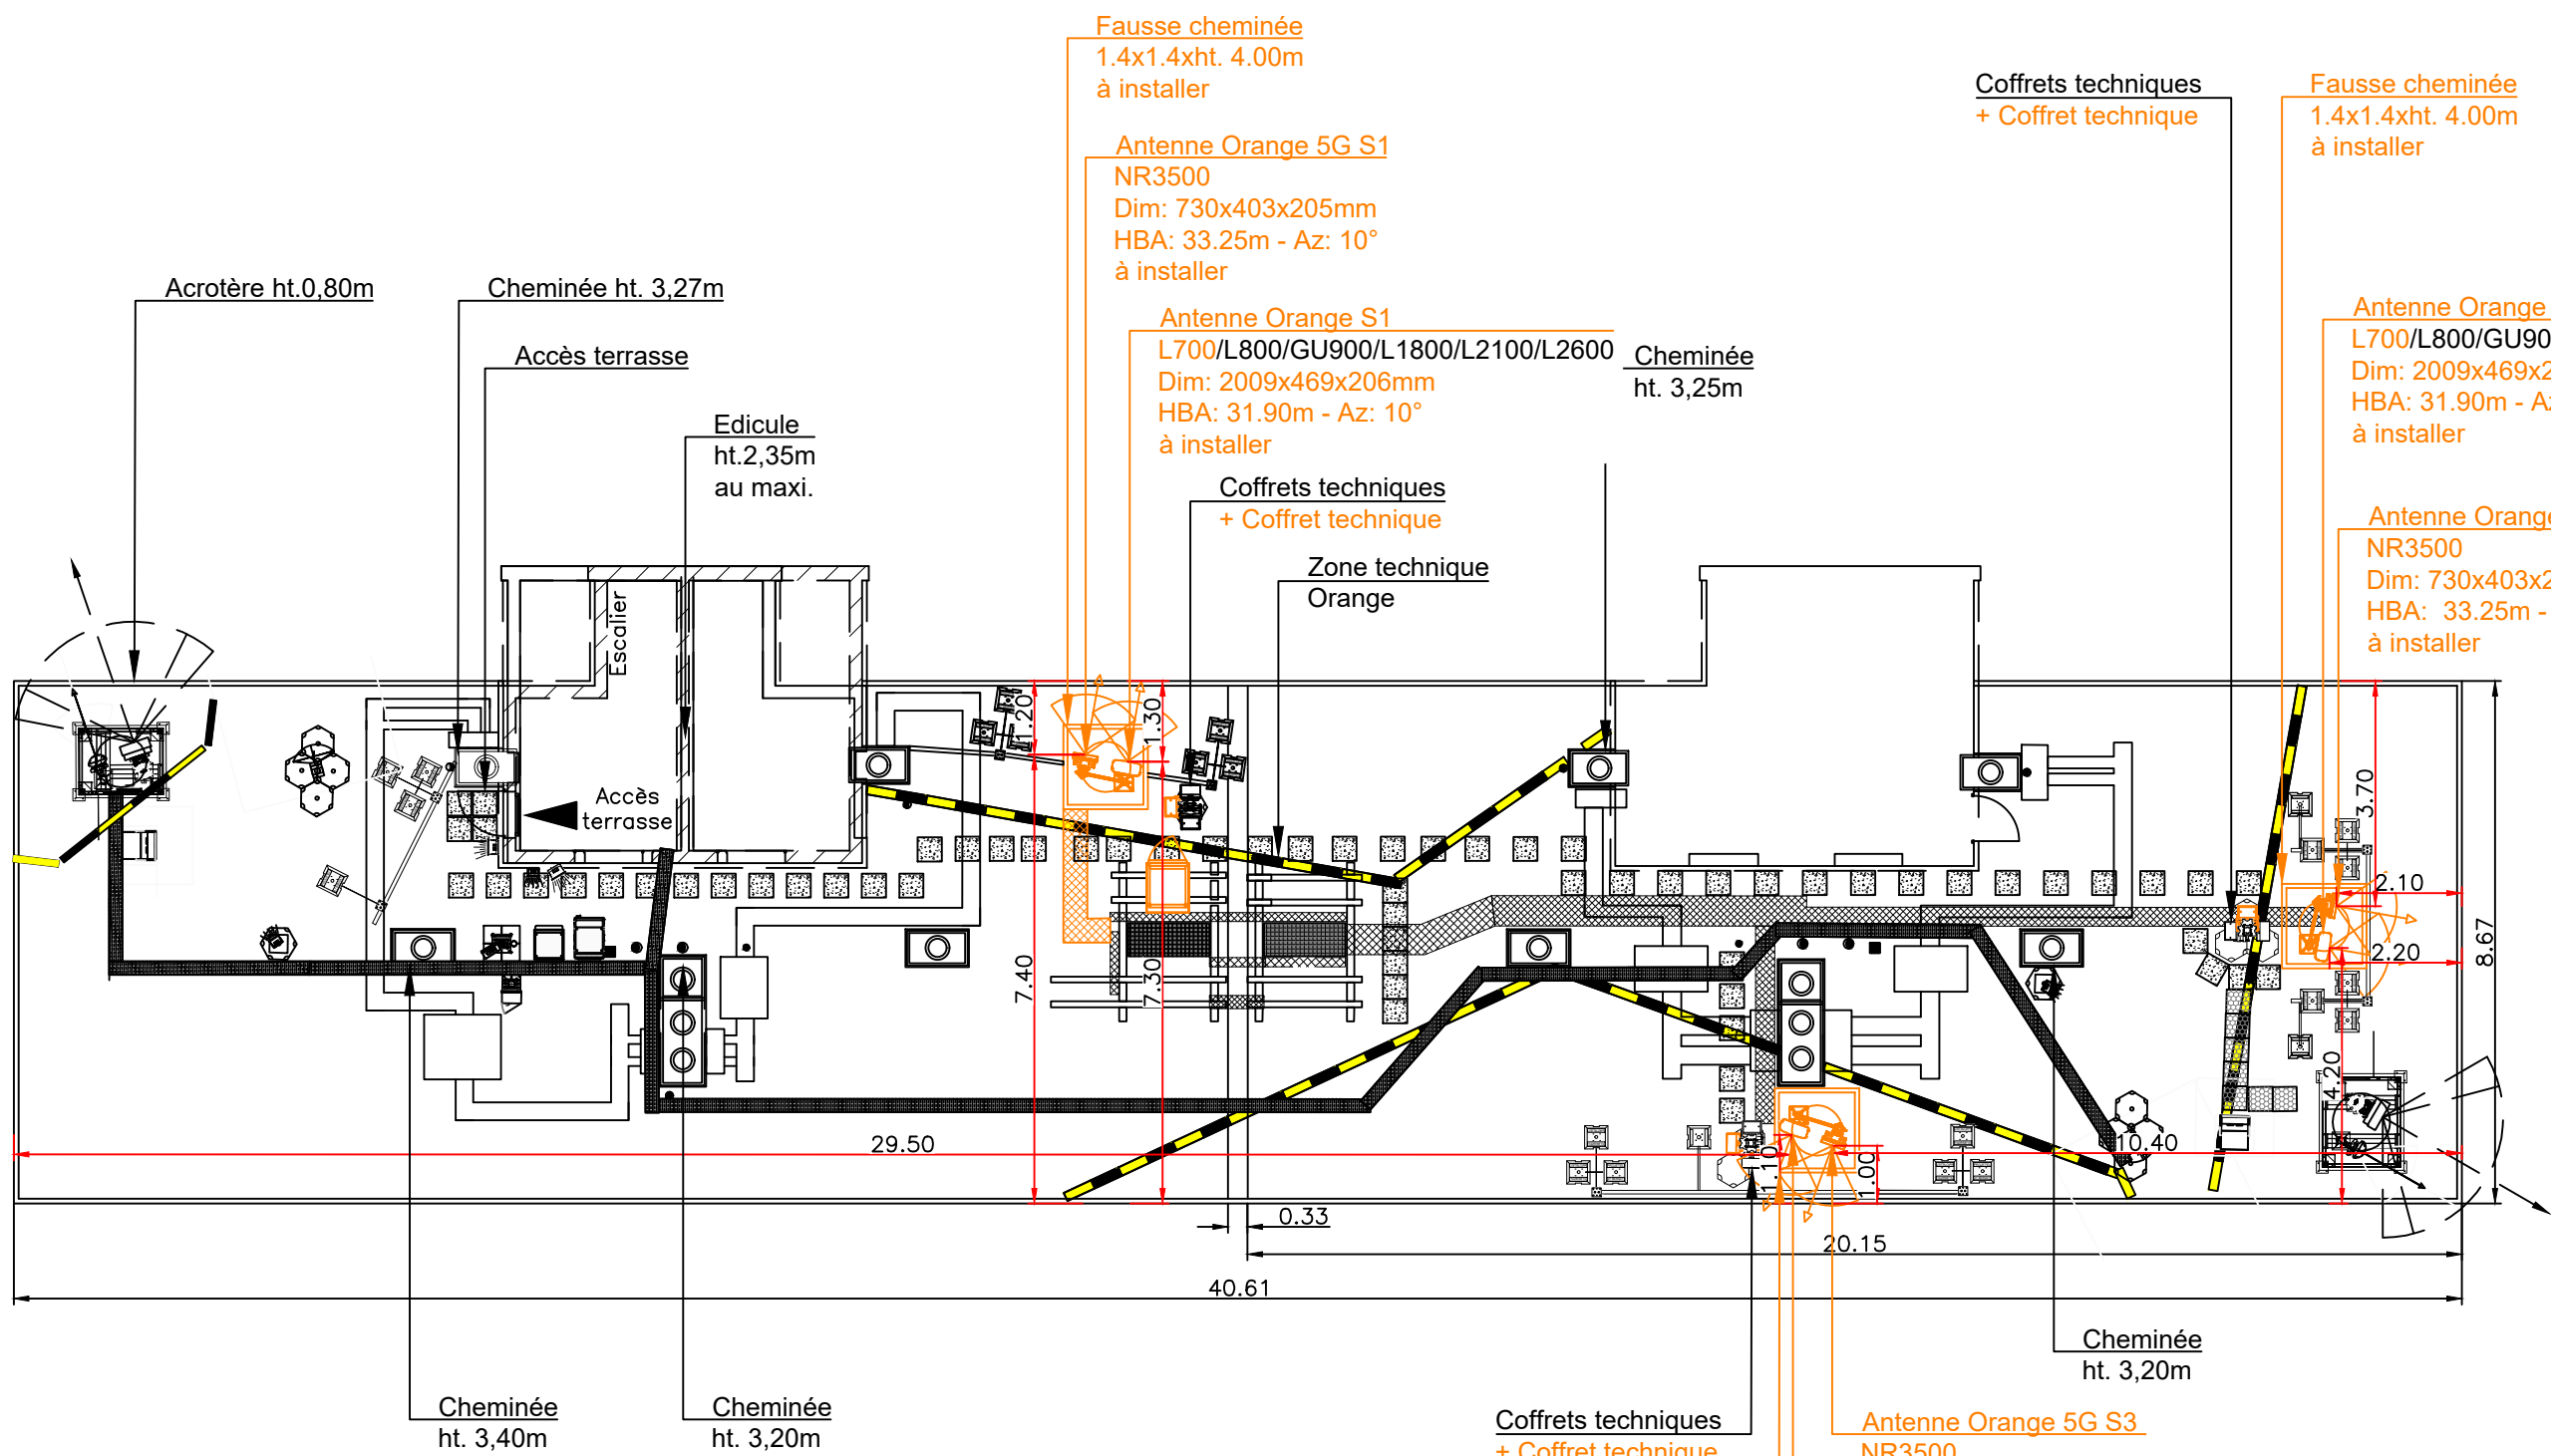 Fausse cheminée
1.4x1.4xht. 4.00m
à installer
Coffrets techniques
+ Coffret technique
Fausse cheminée
1.4x1.4xht. 4.00m
à installer
Antenne Orange 5G S1
NR3500
Dim: 730x403x205mm
HBA: 33.25m - Az: 10°
à installer
Acrotère ht.0,80m
Cheminée ht. 3,27m
Accès terrasse
Edicule
ht.2,35m
au maxi.
Antenne Orange S1
L700/L800/GU900/L1800/L2100/L2600
Dim: 2009x469x206mm
HBA: 31.90m - Az: 10°
à installer
Cheminée
ht. 3,25m
Antenne Orange
L700/L800/GU90
Dim: 2009x469x2
HBA: 31.90m - Az
à installer
Coffrets techniques
+ Coffret technique
Zone technique
Orange
Antenne Orange
NR3500
Dim: 730x403x2
HBA: 33.25m -
à installer
Escalier
Accès
terrasse
1.20
1.30
7.40
7.30
3.70
2.10
2.20
8.67
4.20
29.50
10.40
1.10
1.00
0.33
20.15
40.61
Cheminée
ht. 3,20m
Cheminée
ht. 3,40m
Cheminée
ht. 3,20m
Coffrets techniques
+ Coffret technique
Antenne Orange 5G S3
NR3500